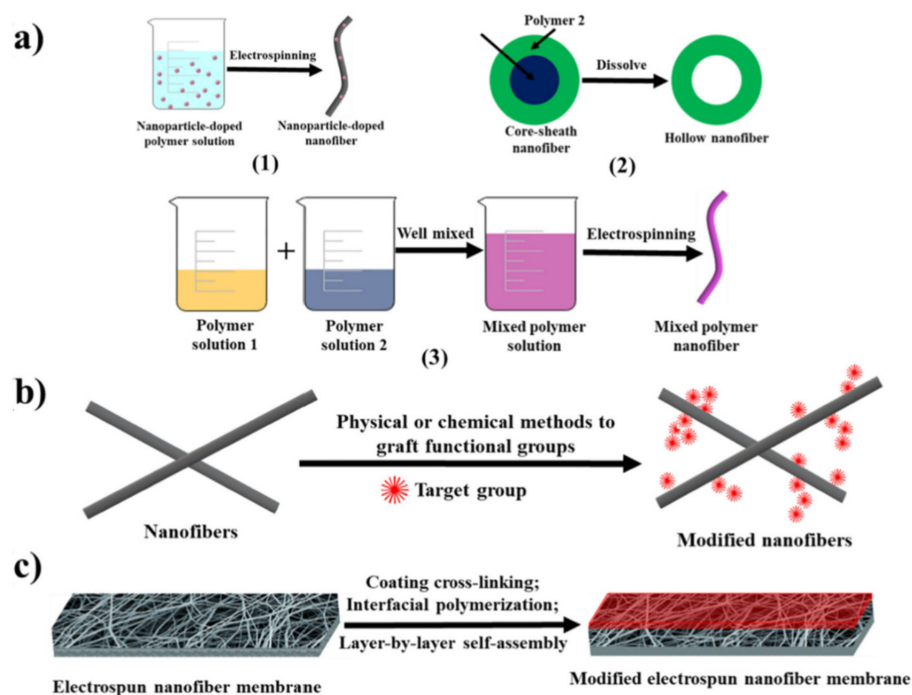 a)
Electrospinning
Nanoparticle-doped
polymer solution
Nanoparticle-doped
nanofiber
(1)
Polymer 2
Dissolve
Core-sheath
nanofiber
Hollow nanofiber
(2)
+
Well mixed
Electrospinning
Polymer
solution 1
Polymer
solution 2
Mixed polymer
solution
Mixed polymer
nanofiber
(3)
b)
Physical or chemical methods to
graft functional groups
Target group
Nanofibers
Modified nanofibers
c)
Coating cross-linking;
Interfacial polymerization;
Layer-by-layer self-assembly
Electrospun nanofiber membrane
Modified electrospun nanofiber membrane